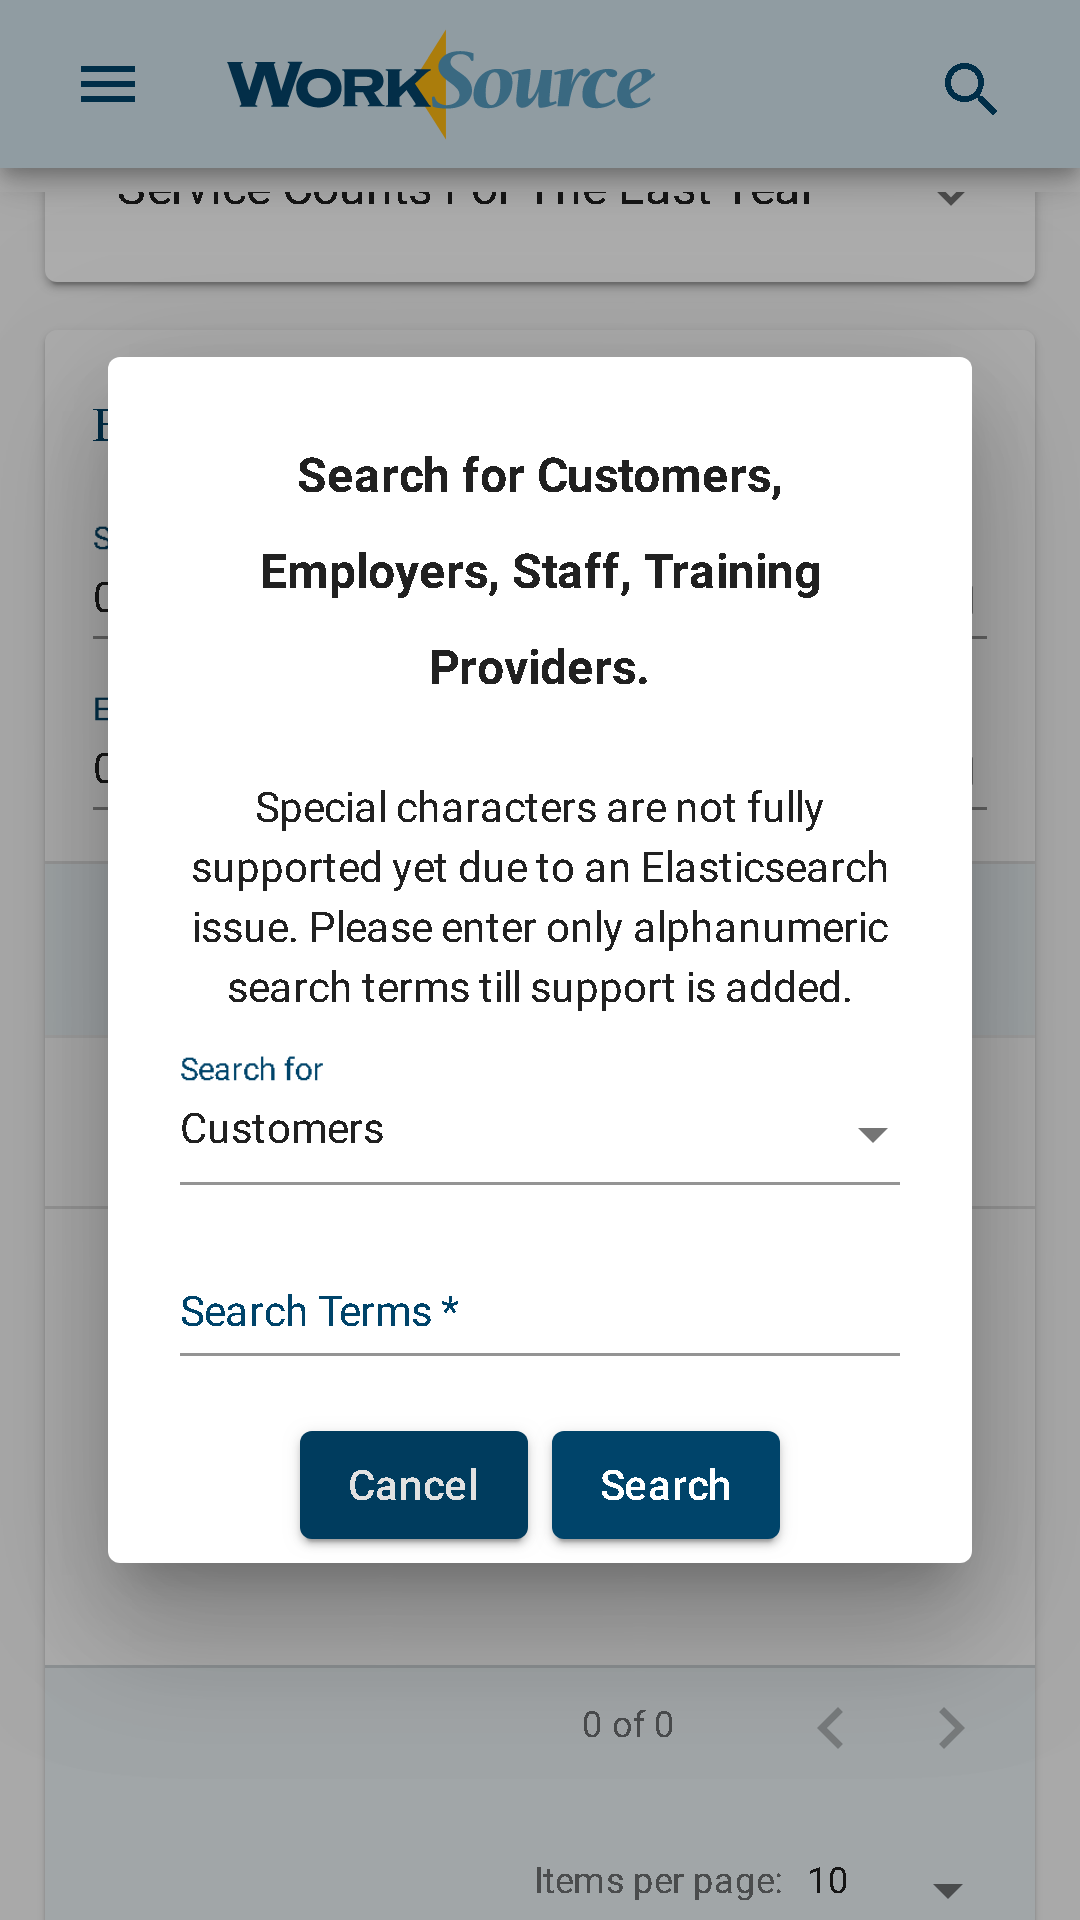 WorkSource
Service Counts For The Last Year
Search for Customers,
Employers, Staff, Training
Providers.
Special characters are not fully
supported yet due to an Elasticsearch
issue. Please enter only alphanumeric
search terms till support is added.
Search for
Customers
Search Terms *
Cancel Search
0 of 0
Items per page: 10